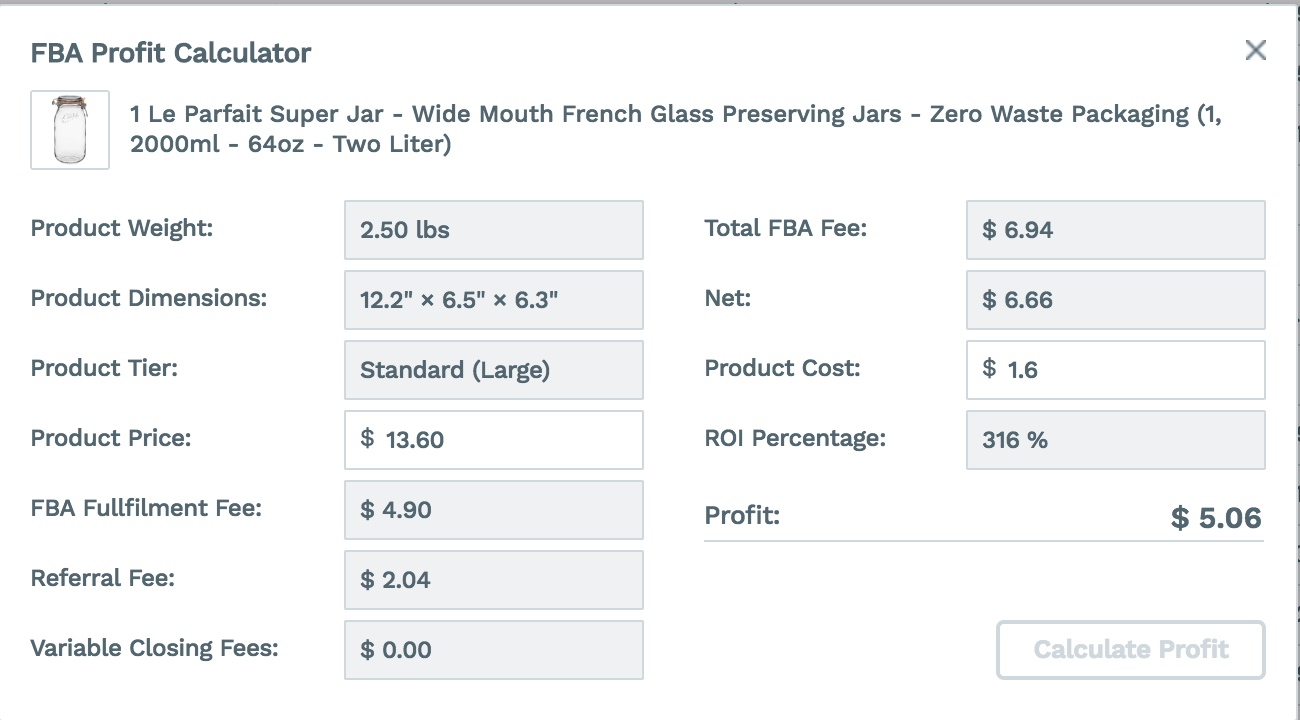 FBA Profit Calculator
1 Le Parfait Super Jar - Wide Mouth French Glass Preserving Jars - Zero Waste Packaging (1,
2000ml - 64oz - Two Liter)
Product Weight: 2.50 lbs
Product Dimensions: 12.2" × 6.5" × 6.3"
Product Tier: Standard (Large)
Product Price: $ 13.60
FBA Fullfilment Fee: $ 4.90
Referral Fee: $ 2.04
Variable Closing Fees: $ 0.00
Total FBA Fee: $ 6.94
Net: $ 6.66
Product Cost: $ 1.6
ROI Percentage: 316 %
Profit: $ 5.06
Calculate Profit